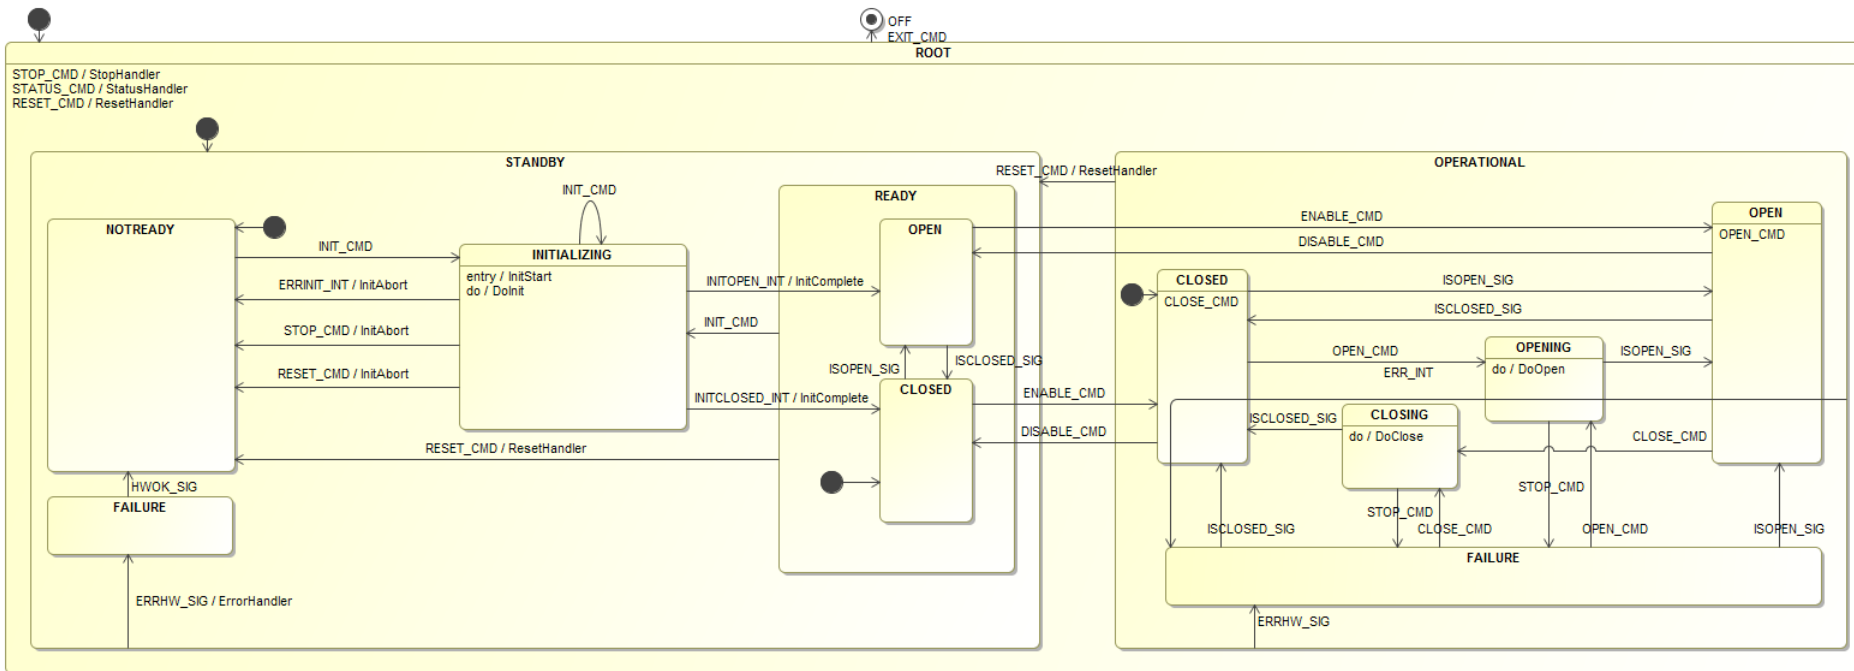 OFF
EXIT_CMD
ROOT
STOP_CMD / StopHandler
STATUS_CMD / StatusHandler
RESET_CMD / ResetHandler
STANDBY
NOTREADY
INIT_CMD
INIT_CMD
INITIALIZING
entry / InitStart
do / DoInit
ERRINIT_INT / InitAbort
STOP_CMD / InitAbort
RESET_CMD / InitAbort
READY
OPEN
INITOPEN_INT / InitComplete
INIT_CMD
ISOPEN_SIG
ISCLOSED_SIG
CLOSED
INITCLOSED_INT / InitComplete
RESET_CMD / ResetHandler
HWOK_SIG
FAILURE
ERRHW_SIG / ErrorHandler
RESET_CMD / ResetHandler
ENABLE_CMD
DISABLE_CMD
ENABLE_CMD
DISABLE_CMD
OPERATIONAL
OPEN
OPEN_CMD
CLOSED
CLOSE_CMD
ISOPEN_SIG
ISCLOSED_SIG
OPEN_CMD
ERR_INT
OPENING
do / DoOpen
ISOPEN_SIG
CLOSING
do / DoClose
ISCLOSED_SIG
CLOSE_CMD
STOP_CMD
STOP_CMD
ISCLOSED_SIG
CLOSE_CMD
OPEN_CMD
ISOPEN_SIG
FAILURE
ERRHW_SIG